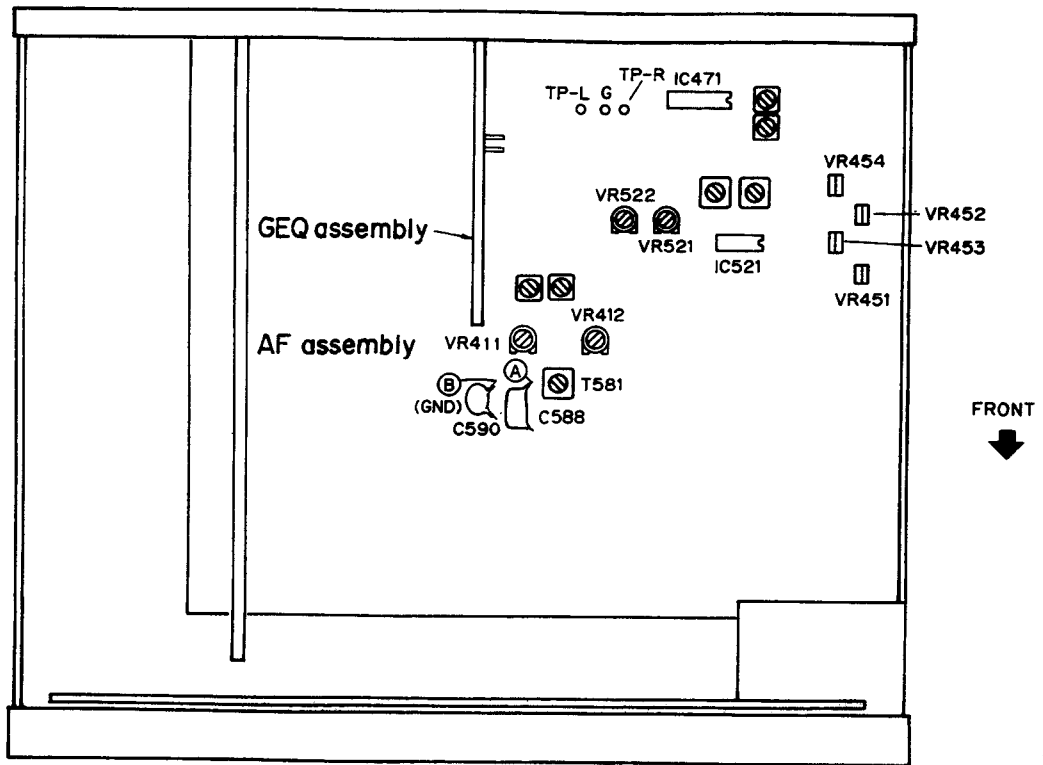 TP-L G TP-R IC471
VR454
VR522
VR452
GEQ assembly
VR521
IC521
VR453
VR451
VR412
AF assembly
VR411
A
B
T581
(GND)
C588
C590
FRONT